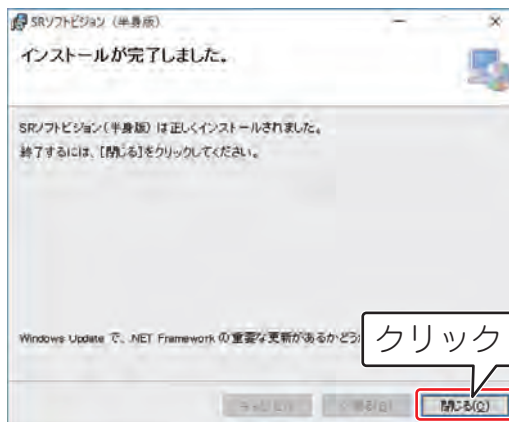 SRソフトビジョン（半身版）
インストールが完了しました。
SRソフトビジョン（半身版）は正しくインストールされました。
終了するには、［閉じる］をクリックしてください。
Windows Update で、.NET Framework の重要な更新があるかどう
クリック
閉じる(C)